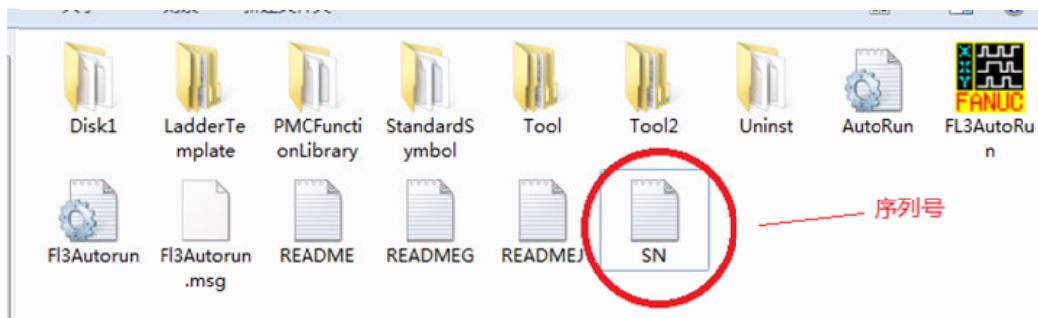 Disk1
LadderTe
mplate
PMCFuncti
onLibrary
StandardS
ymbol
Tool
Tool2
Uninst
AutoRun
X
X
Y
FANUC
FL3AutoRu
n
序列号
Fl3Autorun
Fl3Autorun
.msg
README
READMEG
READMEJ
SN